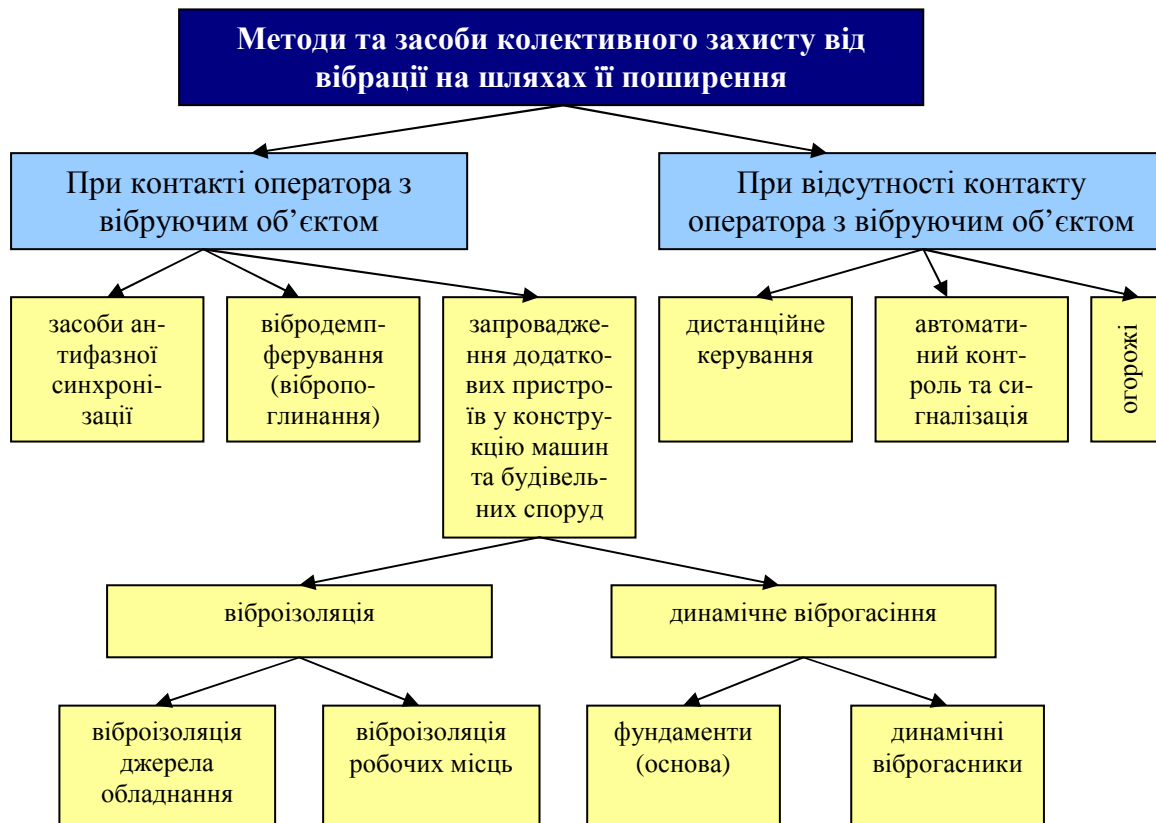 Методи та засоби колективного захисту від
вібрації на шляхах її поширення
При контакті оператора з
вібруючим об’єктом
При відсутності контакту
оператора з вібруючим об’єктом
засоби ан-
тифазної
синхроні-
зації
вібродемп-
ферування
(вібропо-
глинання)
запровадже-
ння додатко-
вих пристро-
їв у констру-
кцію машин
та будівель-
них споруд
дистанційне
керування
автомати-
ний конт-
роль та си-
гналізація
огорожі
віброізоляція
динамічне віброгасіння
віброізоляція
джерела
обладнання
віброізоляція
робочих місць
фундаменти
(основа)
динамічні
віброгасники